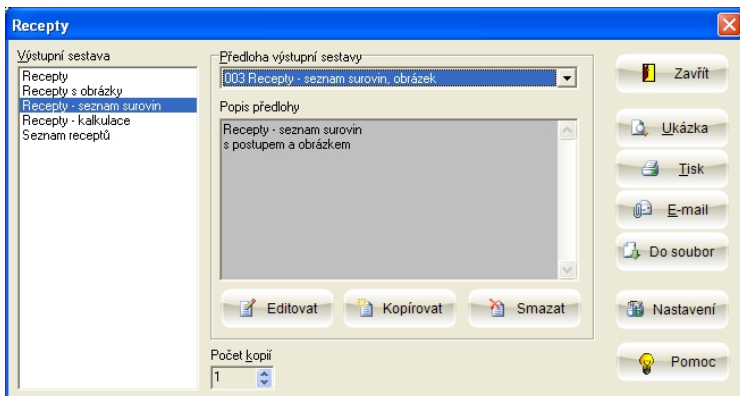 Recepty
Výstupní sestava
Recepty
Recepty s obrázky
Recepty - seznam surovin
Recepty - kalkulace
Seznam receptů
Předloha výstupní sestavy
003 Recepty - seznam surovin, obrázek
Popis předlohy
Recepty - seznam surovin
s postupem a obrázkem
Editovat
Kopírovat
Smazat
Počet kopií
1
Zavřít
Ukázka
Tisk
E-mail
Do soubor
Nastavení
Pomoc